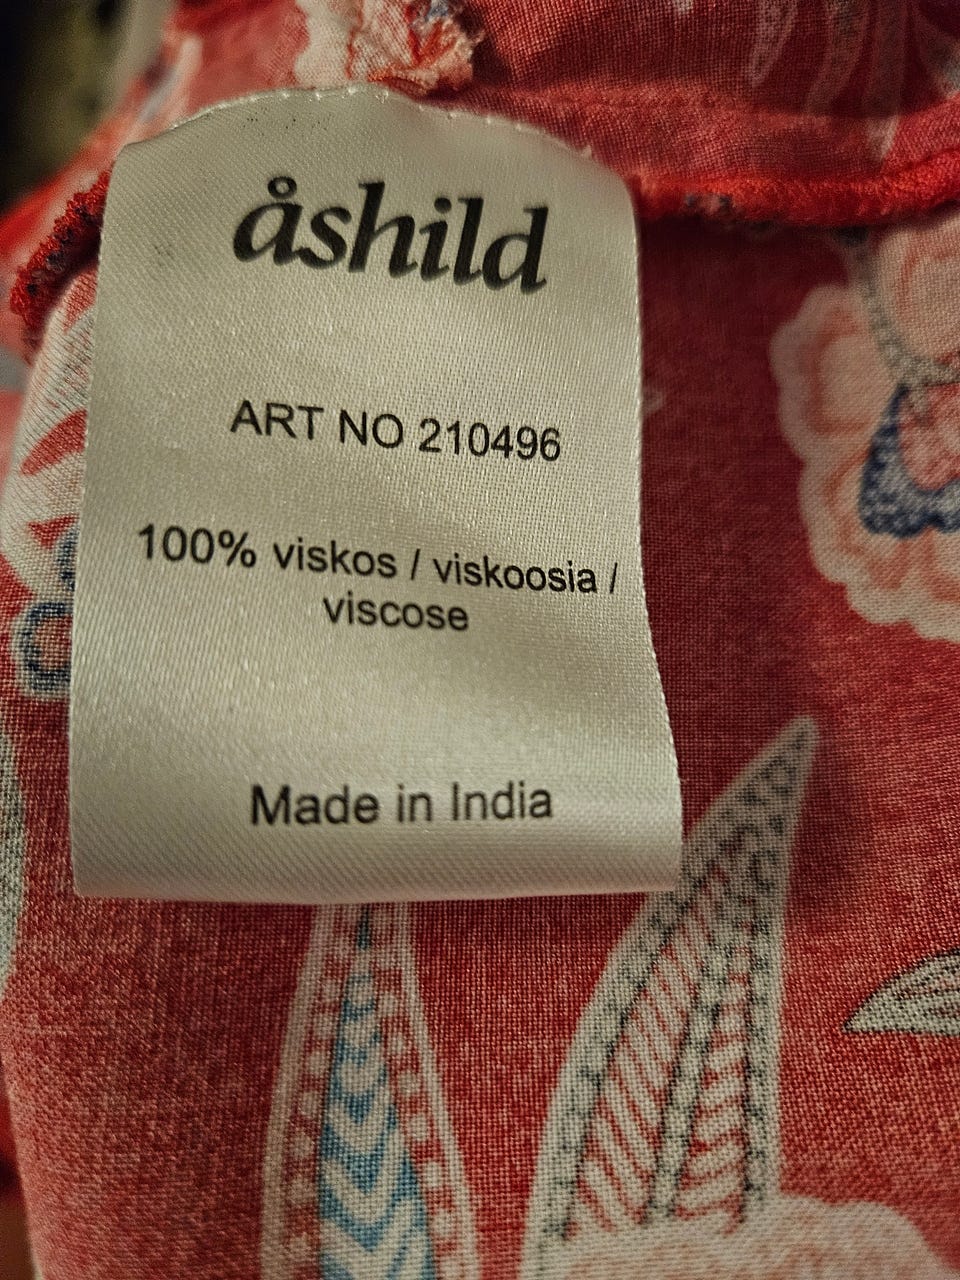 åshild
ART NO 210496
100% viskos / viskoosia /
viscose
Made in India